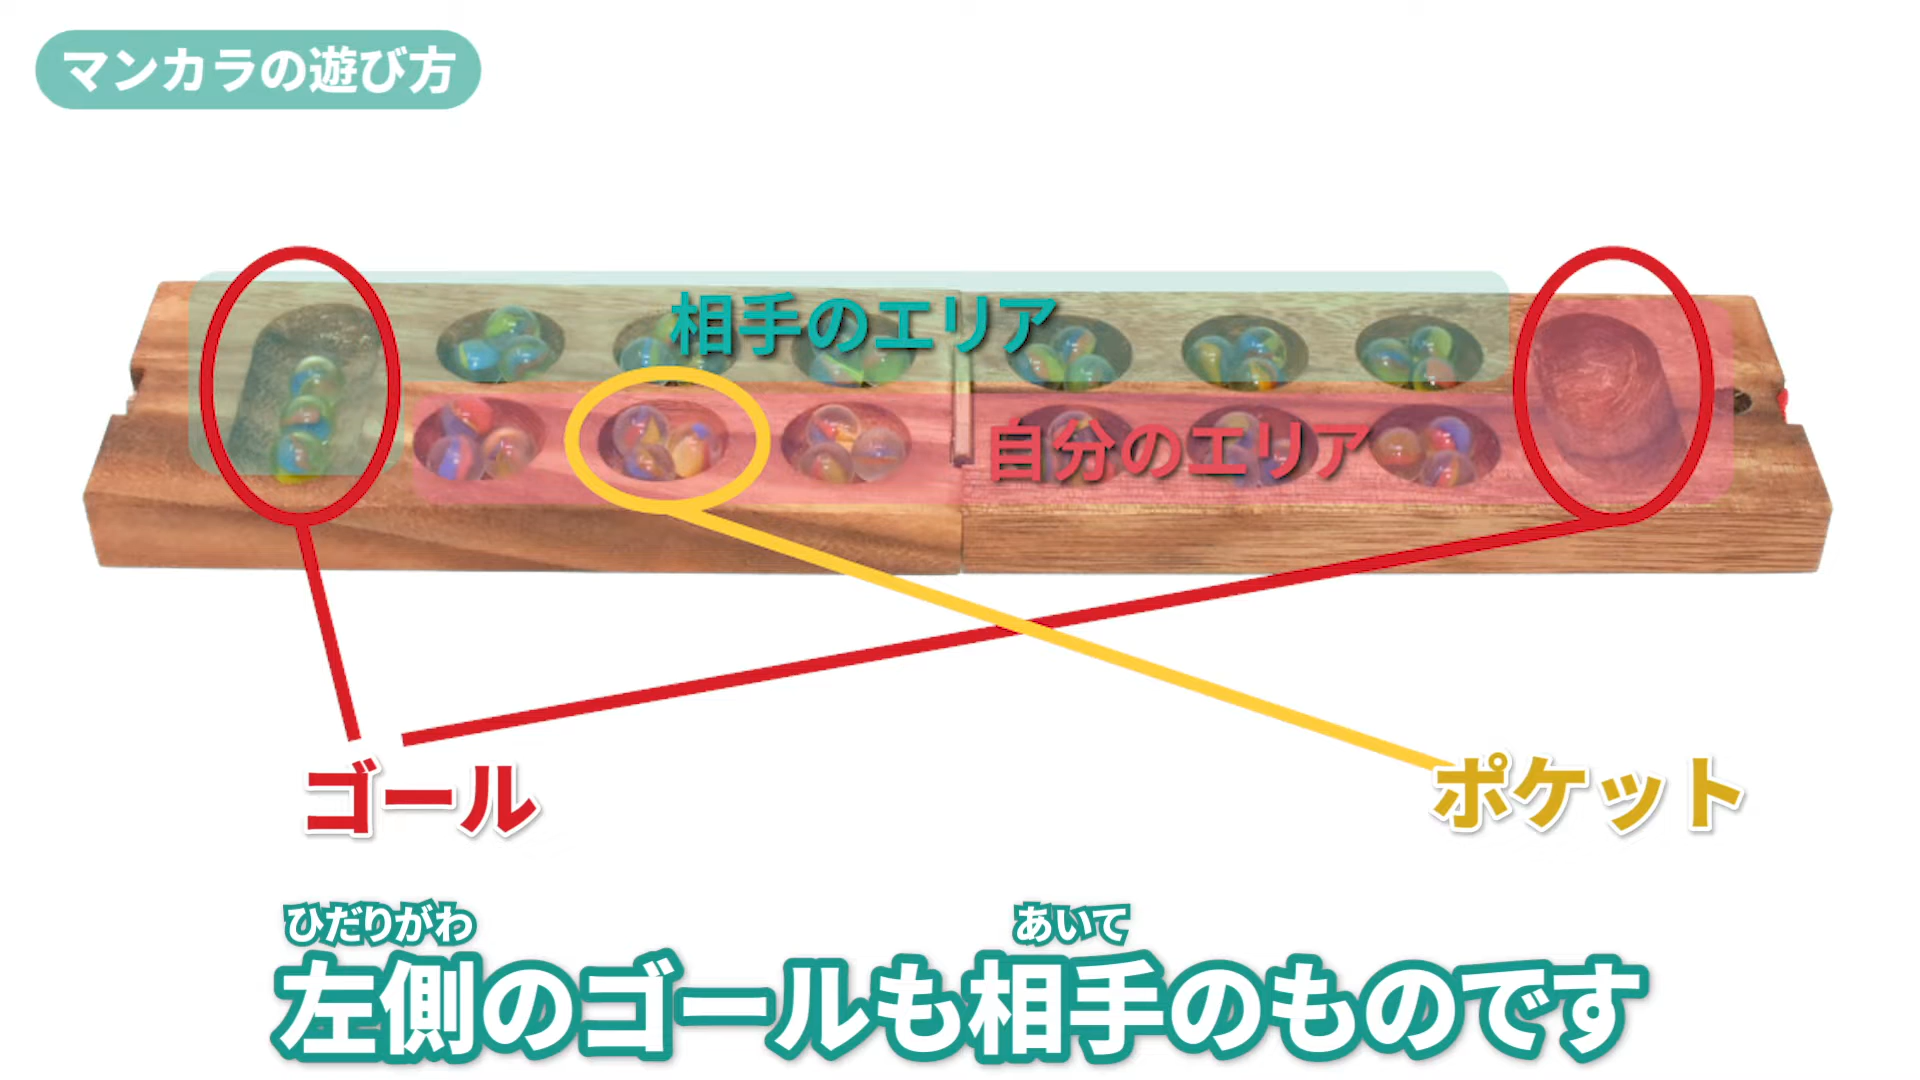 マンカラの遊び方
相手のエリア
自分のエリア
ゴール
ポケット
ひだりがわ あいて
左側のゴールも相手のものです